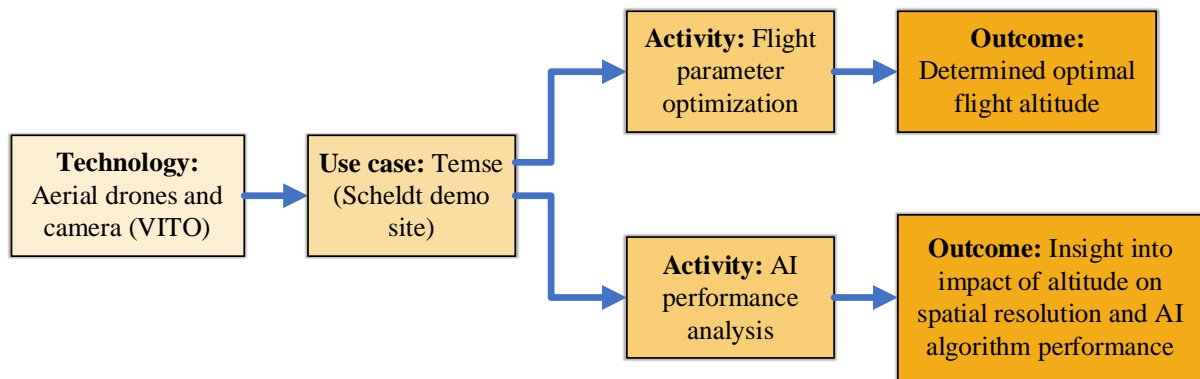 Technology:
Aerial drones and
camera (VITO)
Use case: Temse
(Scheldt demo
site)
Activity: Flight
parameter
optimization
Outcome:
Determined optimal
flight altitude
Activity: AI
performance
analysis
Outcome: Insight into
impact of altitude on
spatial resolution and AI
algorithm performance